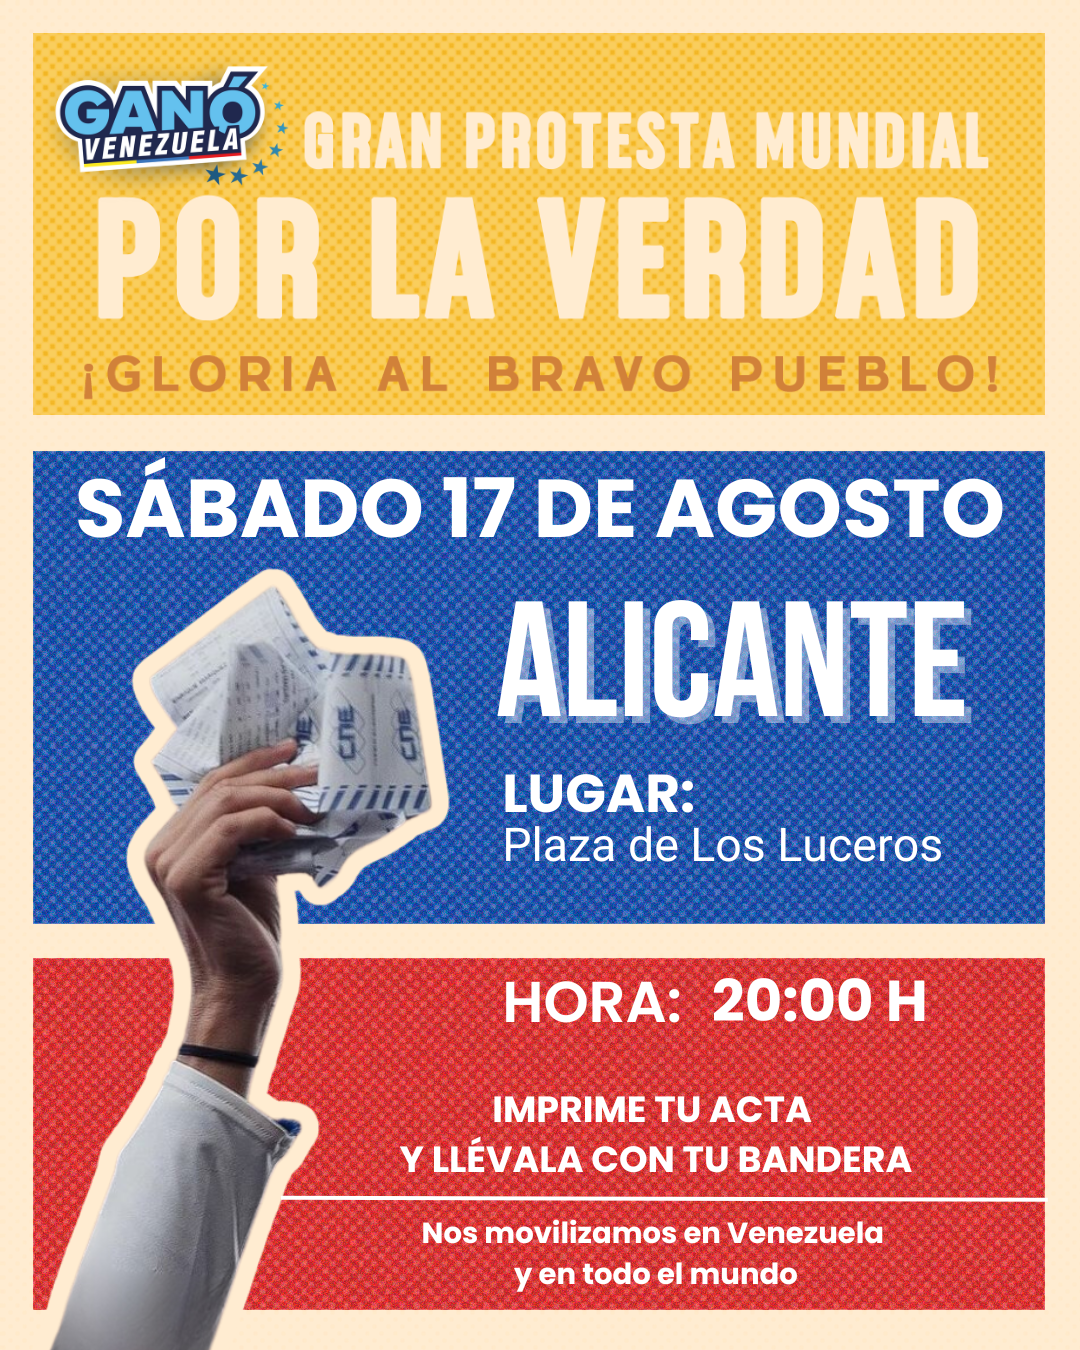 GANÓ
VENEZUELA
GRAN PROTESTA MUNDIAL
POR LA VERDAD
¡GLORIA AL BRAVO PUEBLO!
SÁBADO 17 DE AGOSTO
ALICANTE
CNE
CNE
LUGAR:
Plaza de Los Luceros
HORA: 20:00 H
IMPRIME TU ACTA
Y LLÉVALA CON TU BANDERA
Nos movilizamos en Venezuela
y en todo el mundo